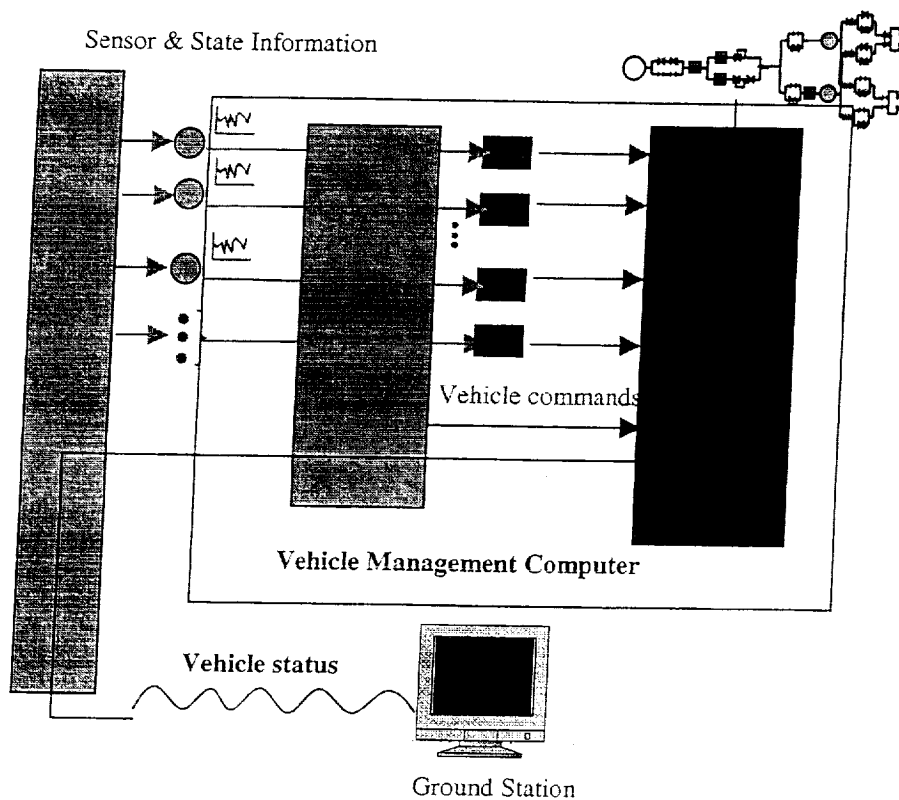 Sensor & State Information
Vehicle commands
Vehicle Management Computer
Vehicle status
Ground Station